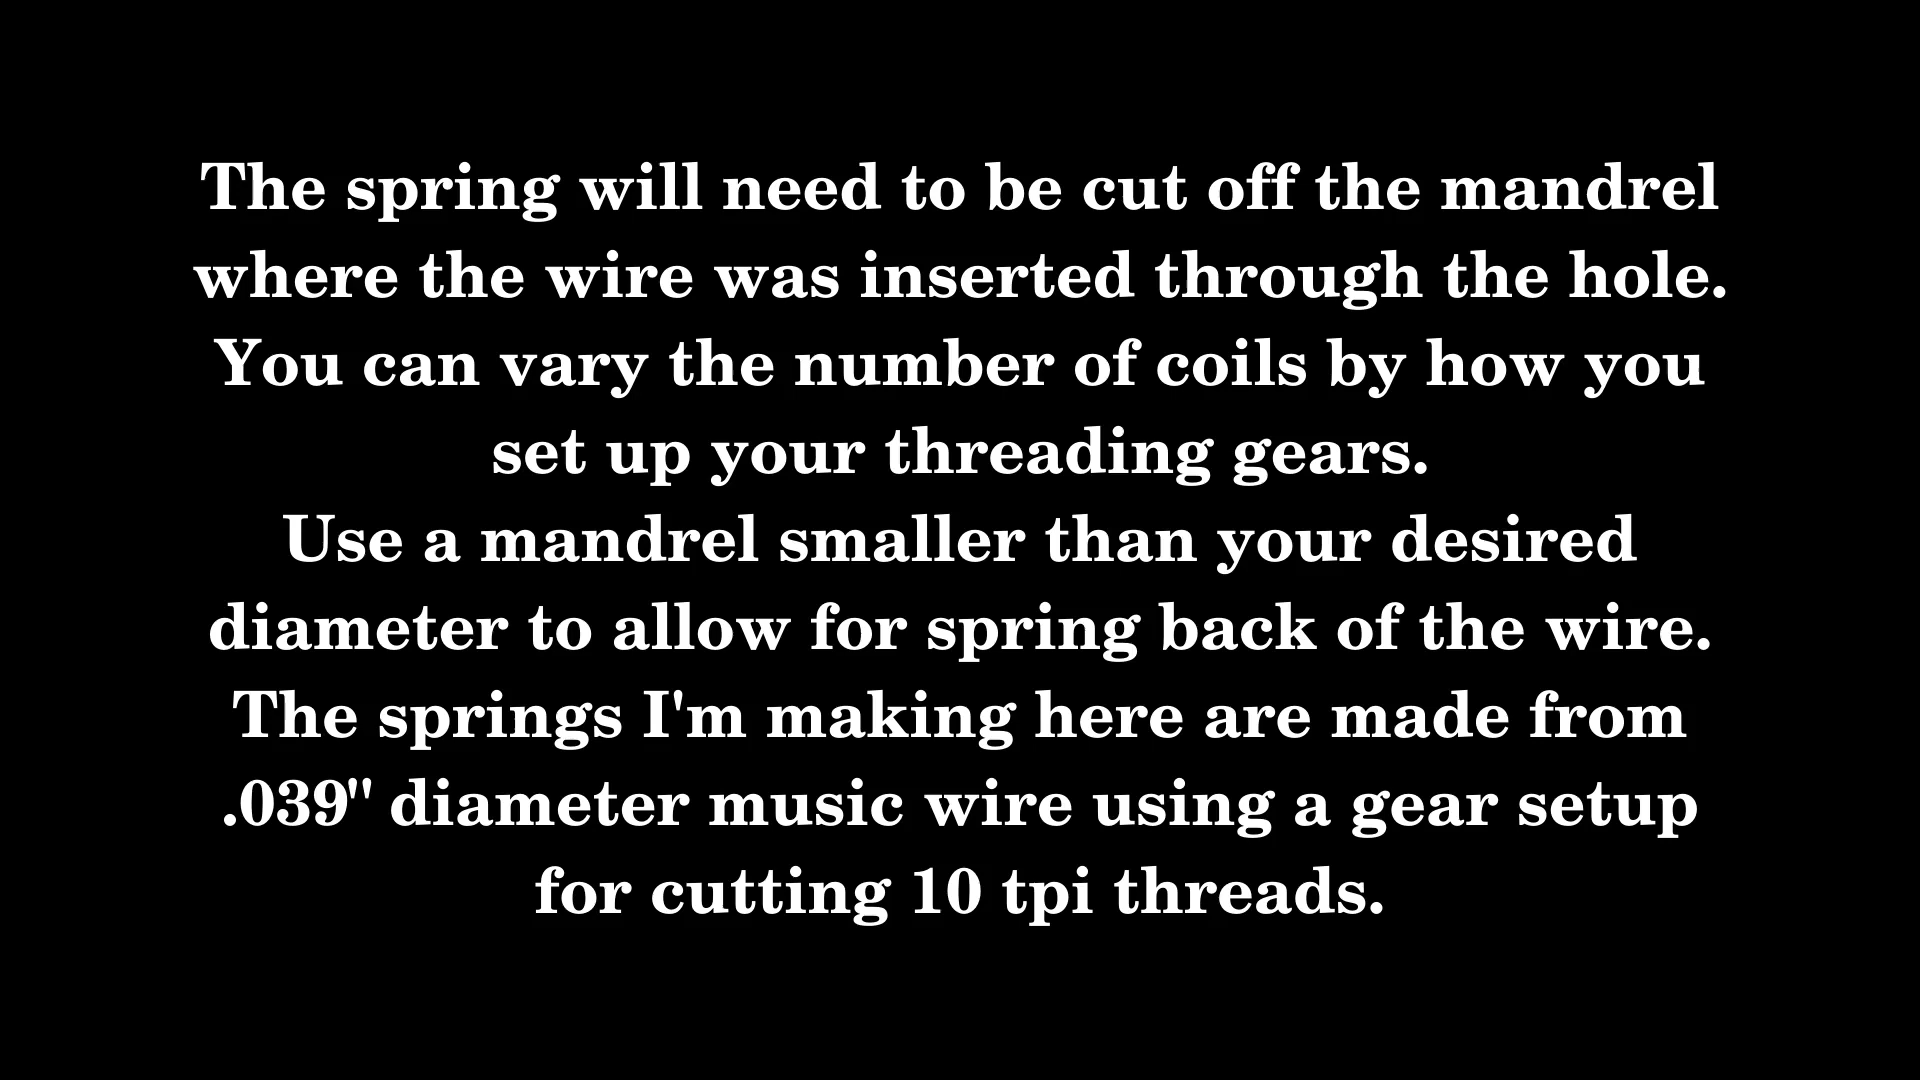 The spring will need to be cut off the mandrel
where the wire was inserted through the hole.
You can vary the number of coils by how you
set up your threading gears.
Use a mandrel smaller than your desired
diameter to allow for spring back of the wire.
The springs I'm making here are made from
.039" diameter music wire using a gear setup
for cutting 10 tpi threads.